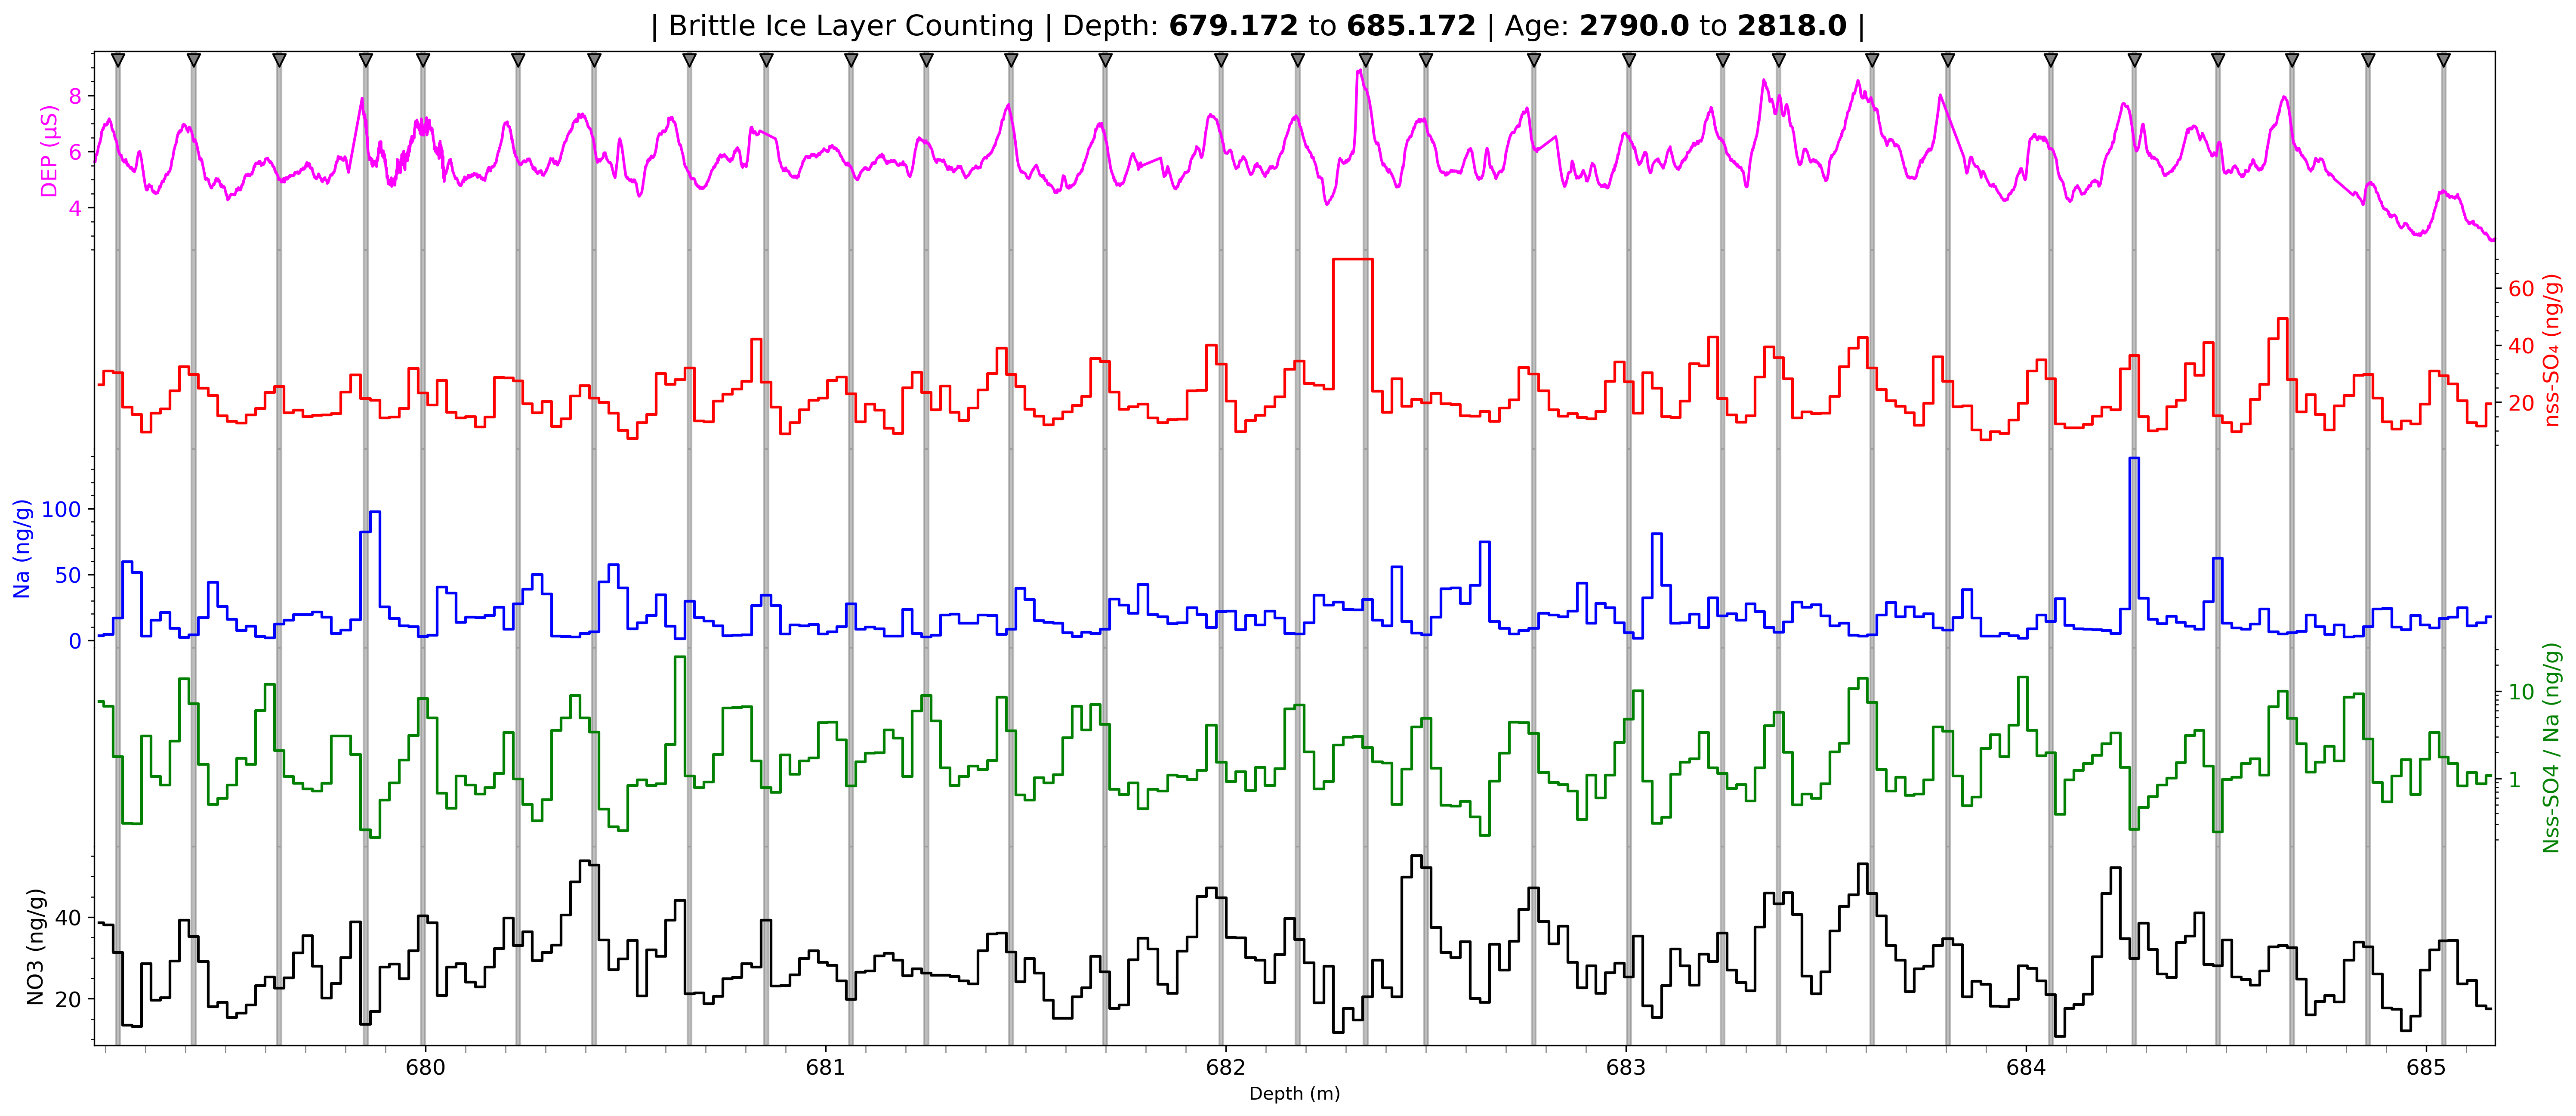 | Brittle Ice Layer Counting | Depth: 679.172 to 685.172 | Age: 2790.0 to 2818.0 |
DEP (μS)
8
6
4
60
40
20
nss-SO₄ (ng/g)
Na (ng/g)
100
50
0
10
1
Nss-SO4 / Na (ng/g)
NO3 (ng/g)
40
20
680 681 682 683 684 685
Depth (m)